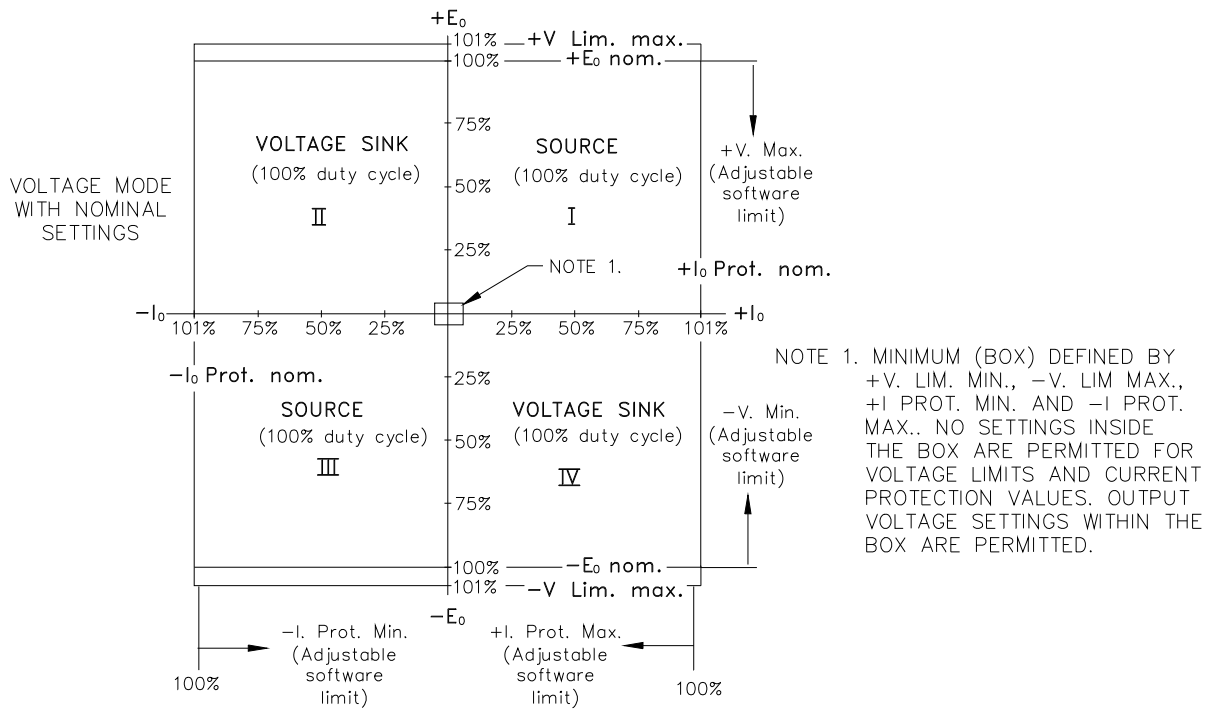 +E₀
101% +V Lim. max.
100% +E₀ nom.
75%
VOLTAGE SINK
(100% duty cycle)
II
SOURCE
(100% duty cycle)
I
+V. Max.
(Adjustable
software
limit)
VOLTAGE MODE
WITH NOMINAL
SETTINGS
50%
25%
NOTE 1.
+I₀ Prot. nom.
−I₀
101% 75% 50% 25% 25% 50% 75% 101%
+I₀
−I₀ Prot. nom.
25%
SOURCE
(100% duty cycle)
III
VOLTAGE SINK
(100% duty cycle)
IV
50%
75%
−V. Min.
(Adjustable
software
limit)
NOTE 1. MINIMUM (BOX) DEFINED BY
+V. LIM. MIN., −V. LIM MAX.,
+I PROT. MIN. AND −I PROT.
MAX.. NO SETTINGS INSIDE
THE BOX ARE PERMITTED FOR
VOLTAGE LIMITS AND CURRENT
PROTECTION VALUES. OUTPUT
VOLTAGE SETTINGS WITHIN THE
BOX ARE PERMITTED.
100% −E₀ nom.
101% −V Lim. max.
−E₀
−I. Prot. Min.
(Adjustable
software
limit)
+I. Prot. Max.
(Adjustable
software
limit)
100%
100%